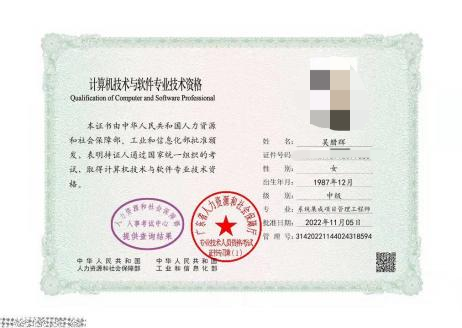 计算机技术与软件专业技术资格
Qualification of Computer and Software Professional
本证书由中华人民共和国人力资源
和社会保障部、工业和信息化部批准颁
发，表明持证人通过国家统一组织的考
试，取得计算机技术与软件专业技术资
格。
姓 名： 吴腊辉
证件号码：
性 别： 女
出生年月： 1987年12月
级 别： 中级
专 业： 系统集成项目管理工程师
批准日期： 2022年11月05日
管 理 号： 31420221144024318594
人力资源和社会保障部
人事考试中心
提供查询结果
广东省人力资源和社会保障厅
专业技术人员资格考试
证书专用章(1)
中华人民共和国
人力资源和社会保障部
中华人民共和国
工业和信息化部